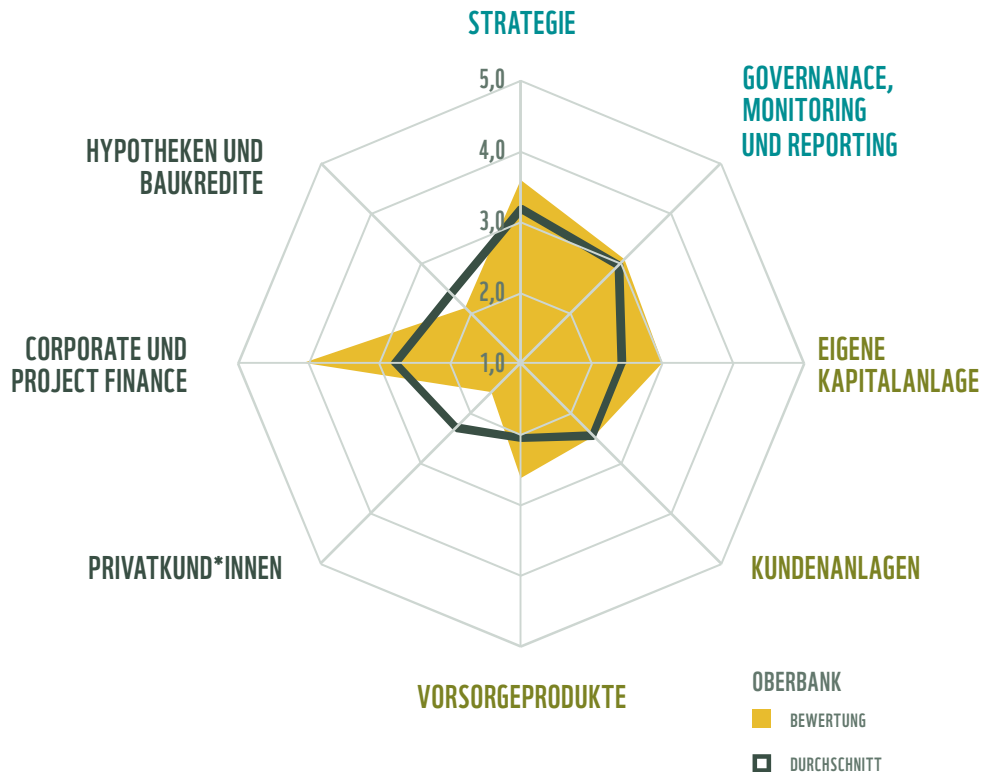 STRATEGIE
GOVERNANACE,
MONITORING
UND REPORTING
5,0
4,0
3,0
2,0
1,0
HYPOTHEKEN UND
BAUKREDITE
CORPORATE UND
PROJECT FINANCE
EIGENE
KAPITALANLAGE
PRIVATKUND*INNEN
KUNDENANLAGEN
VORSORGEPRODUKTE
OBERBANK
BEWERTUNG
DURCHSCHNITT